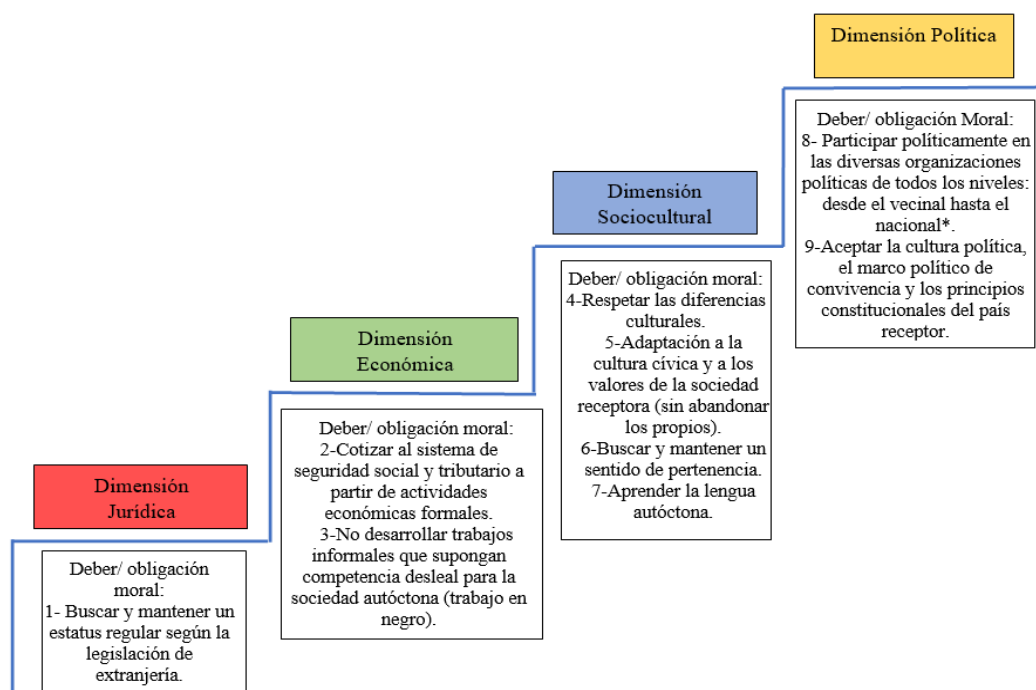 Dimensión Política
Deber/ obligación Moral:
8- Participar políticamente en
las diversas organizaciones
políticas de todos los niveles:
desde el vecinal hasta el
nacional*.
9-Aceptar la cultura política,
el marco político de
convivencia y los principios
constitucionales del país
receptor.
Dimensión
Sociocultural
Deber/ obligación moral:
4-Respetar las diferencias
culturales.
5-Adaptación a la
cultura cívica y a los
valores de la sociedad
receptora (sin abandonar
los propios).
6-Buscar y mantener un
sentido de pertenencia.
7-Aprender la lengua
autóctona.
Dimensión
Económica
Deber/ obligación moral:
2-Cotizar al sistema de
seguridad social y tributario a
partir de actividades
económicas formales.
3-No desarrollar trabajos
informales que supongan
competencia desleal para la
sociedad autóctona (trabajo en
negro).
Dimensión
Jurídica
Deber/ obligación
moral:
1- Buscar y mantener un
estatus regular según la
legislación de
extranjería.